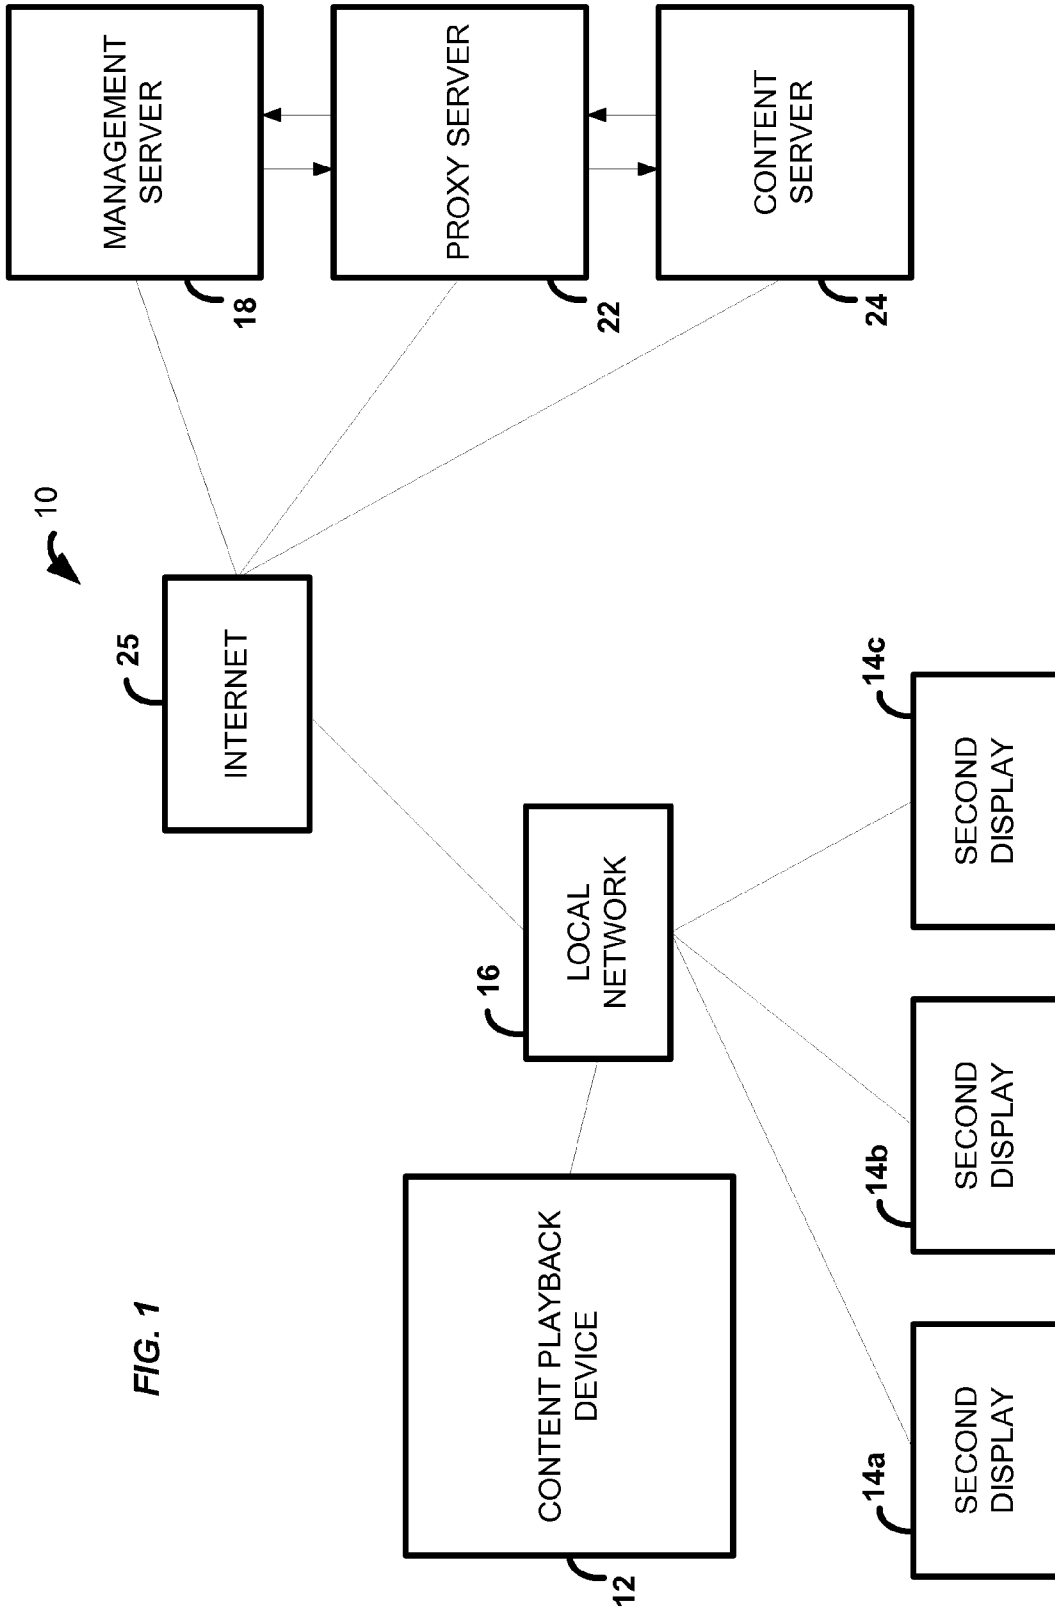 FIG. 1
10
CONTENT PLAYBACK
DEVICE
12
LOCAL
NETWORK
16
INTERNET
25
MANAGEMENT
SERVER
18
PROXY SERVER
22
CONTENT
SERVER
24
SECOND
DISPLAY
14a
SECOND
DISPLAY
14b
SECOND
DISPLAY
14c